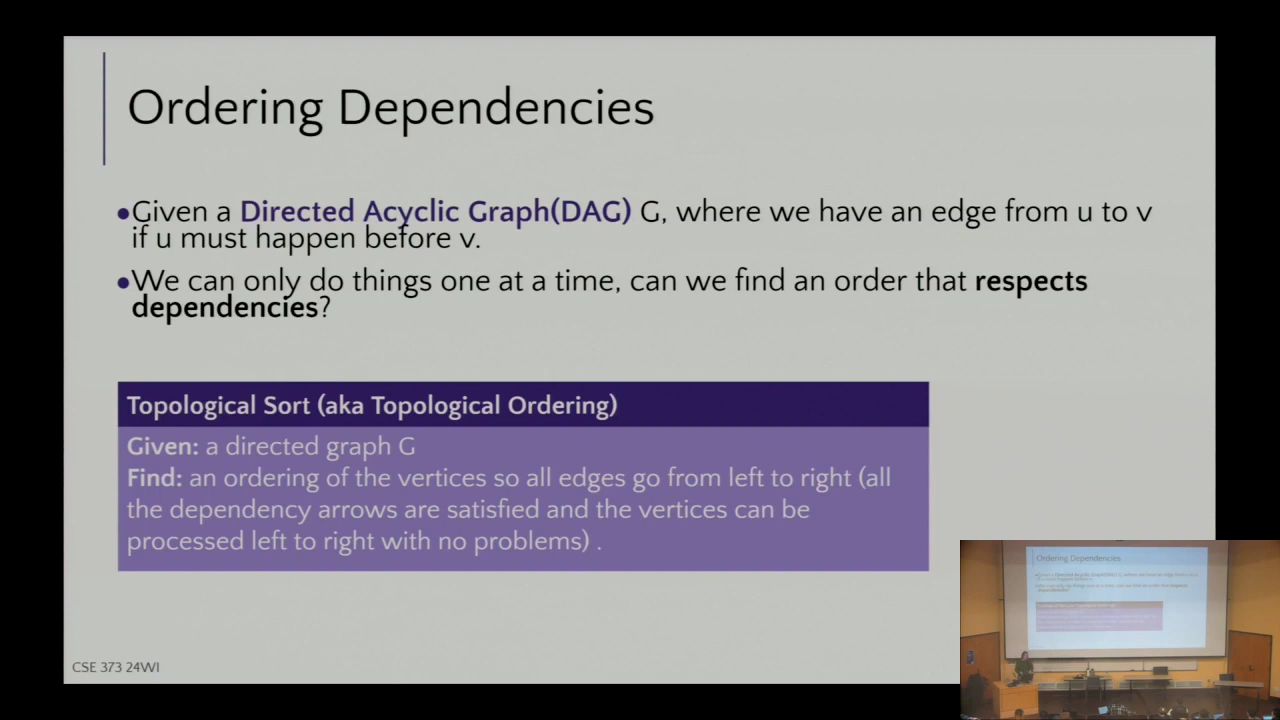 Ordering Dependencies
•Given a Directed Acyclic Graph(DAG) G, where we have an edge from u to v
if u must happen before v.
•We can only do things one at a time, can we find an order that respects
dependencies?
Topological Sort (aka Topological Ordering)
Given: a directed graph G
Find: an ordering of the vertices so all edges go from left to right (all
the dependency arrows are satisfied and the vertices can be
processed left to right with no problems) .
CSE 373 24WI
Ordering Dependencies